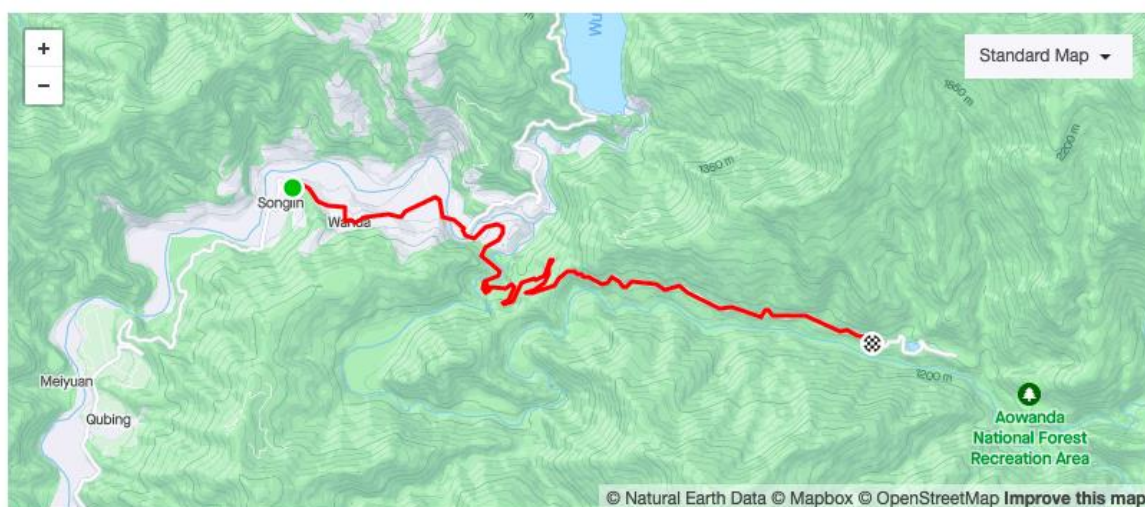 +
−
Wu
Standard Map
1850 m
2200 m
1350 m
Songlin
Wanda
Meiyuan
Qubing
1200 m
Aowanda
National Forest
Recreation Area
© Natural Earth Data © Mapbox © OpenStreetMap Improve this map